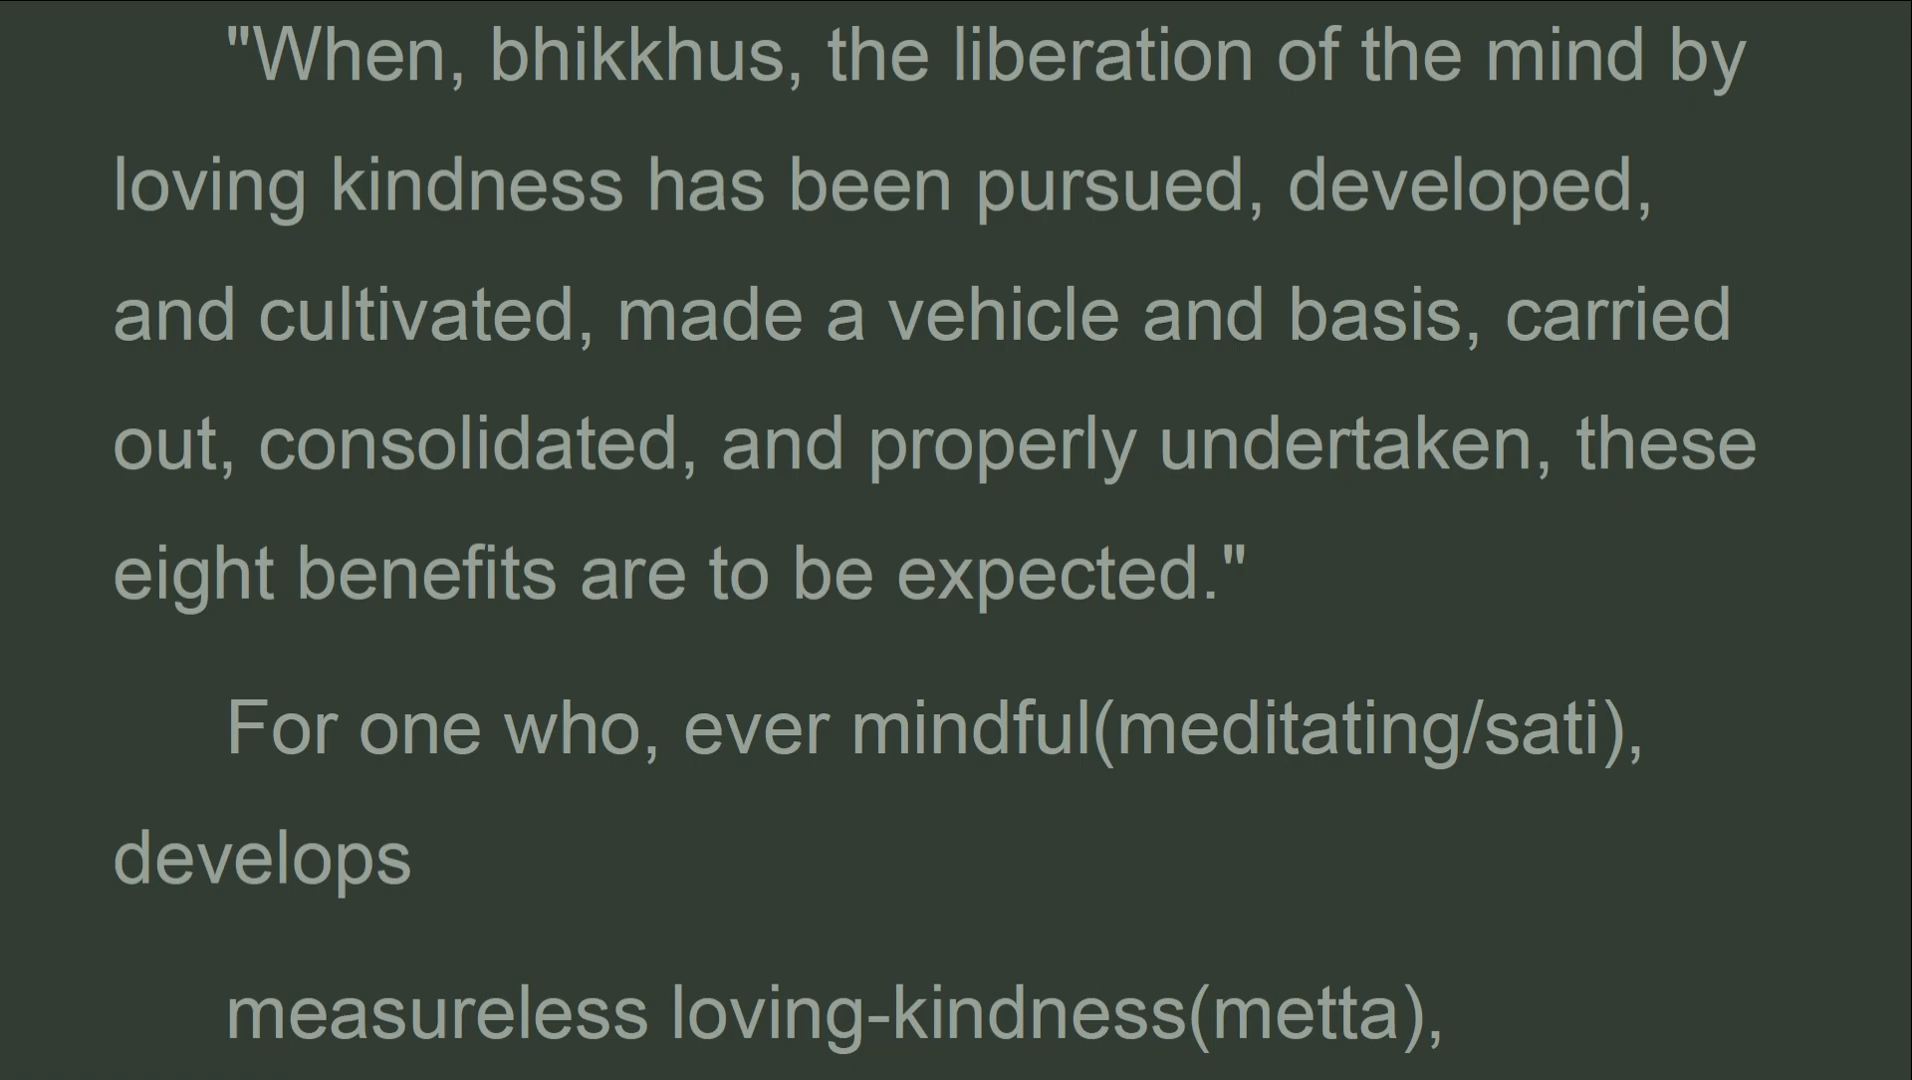 "When, bhikkhus, the liberation of the mind by
loving kindness has been pursued, developed,
and cultivated, made a vehicle and basis, carried
out, consolidated, and properly undertaken, these
eight benefits are to be expected."
For one who, ever mindful(meditating/sati),
develops
measureless loving-kindness(metta),